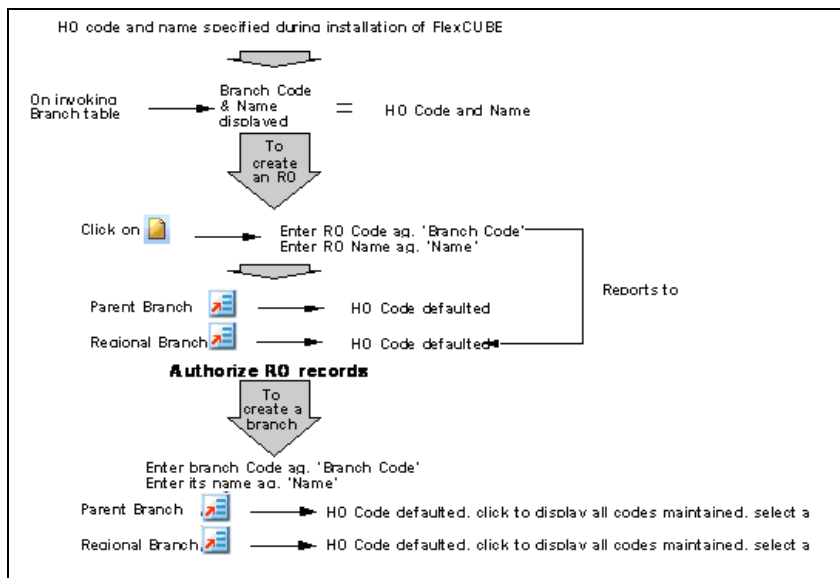 HO code and name specified during installation of FlexCUBE
On invoking
Branch table
Branch Code
& Name
displayed
=
HO Code and Name
To
create
an RO
Click on
Enter RO Code ag. 'Branch Code'
Enter RO Name ag. 'Name'
Reports to
Parent Branch
HO Code defaulted
Regional Branch
HO Code defaulted
Authorize RO records
To
create a
branch
Enter branch Code ag. 'Branch Code'
Enter its name ag. 'Name'
Parent Branch
HO Code defaulted. click to display all codes maintained. select a
Regional Branch
HO Code defaulted. click to display all codes maintained. select a